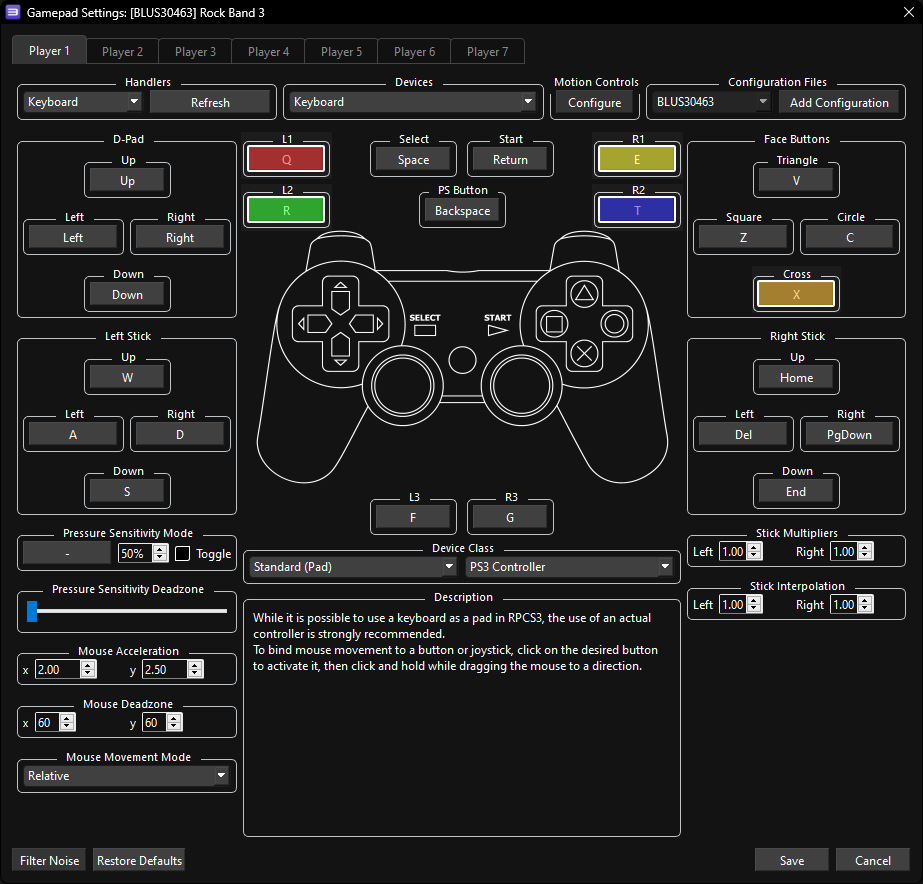 Gamepad Settings: [BLUS30463] Rock Band 3
Player 1 Player 2 Player 3 Player 4 Player 5 Player 6 Player 7
Handlers
Keyboard Refresh
Devices
Keyboard
Motion Controls
Configure
Configuration Files
BLUS30463 Add Configuration
D-Pad
Up
Up
Left
Left
Right
Right
Down
Down
L1
Q
L2
R
Select
Space
Start
Return
PS Button
Backspace
R1
E
R2
T
Face Buttons
Triangle
V
Square
Z
Circle
C
Cross
X
SELECT
START
Left Stick
Up
W
Left
A
Right
D
Down
S
Right Stick
Up
Home
Left
Del
Right
PgDown
Down
End
L3
F
R3
G
Pressure Sensitivity Mode
- 50% Toggle
Pressure Sensitivity Deadzone
Mouse Acceleration
x 2.00 y 2.50
Mouse Deadzone
x 60 y 60
Mouse Movement Mode
Relative
Device Class
Standard (Pad) PS3 Controller
Description
While it is possible to use a keyboard as a pad in RPCS3, the use of an actual
controller is strongly recommended.
To bind mouse movement to a button or joystick, click on the desired button
to activate it, then click and hold while dragging the mouse to a direction.
Stick Multipliers
Left 1.00 Right 1.00
Stick Interpolation
Left 1.00 Right 1.00
Filter Noise Restore Defaults Save Cancel